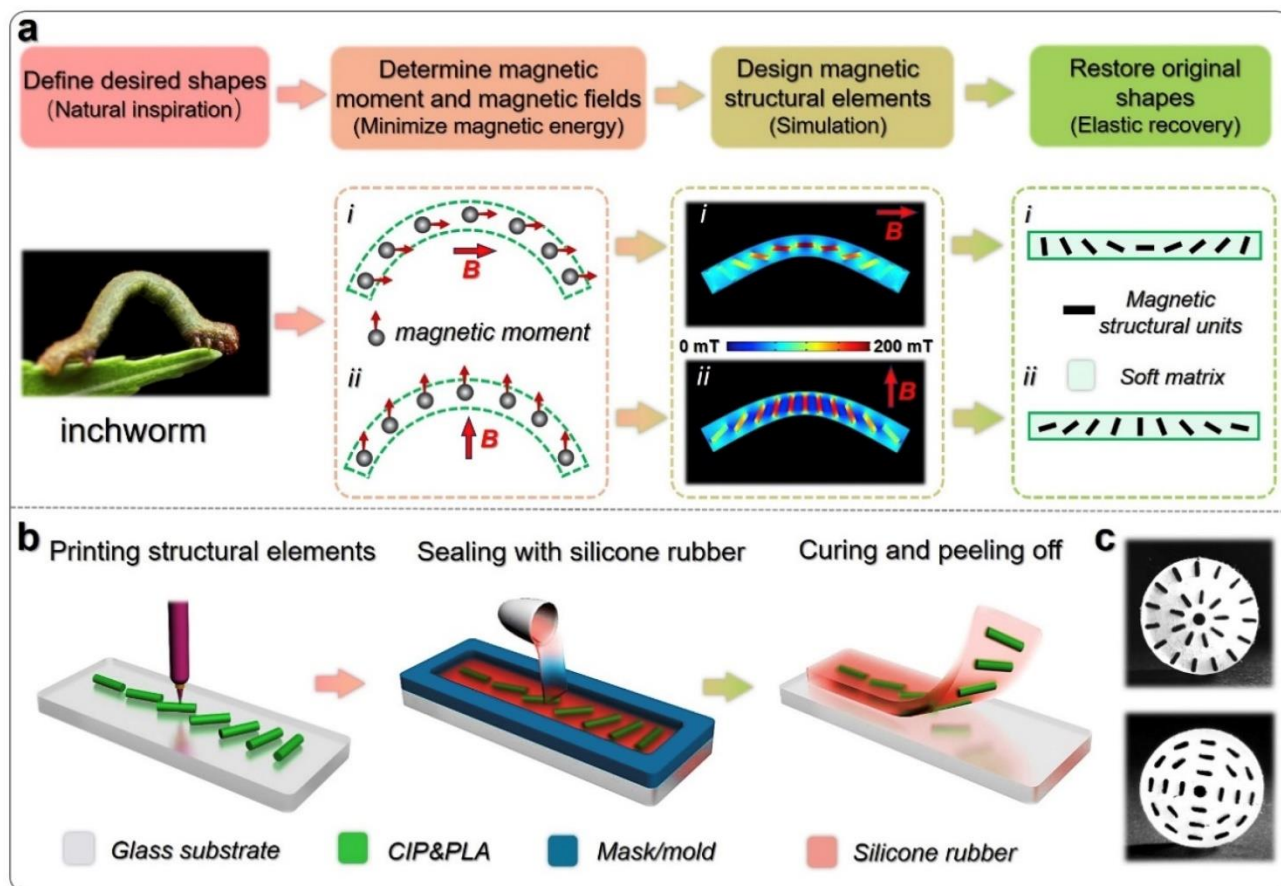 a
Define desired shapes
(Natural inspiration)
Determine magnetic
moment and magnetic fields
(Minimize magnetic energy)
Design magnetic
structural elements
(Simulation)
Restore original
shapes
(Elastic recovery)
inchworm
i
B
magnetic moment
ii
B
i
B
0 mT
200 mT
ii
B
i
Magnetic
structural units
ii
Soft matrix
b
Printing structural elements
Sealing with silicone rubber
Curing and peeling off
c
Glass substrate
CIP&PLA
Mask/mold
Silicone rubber